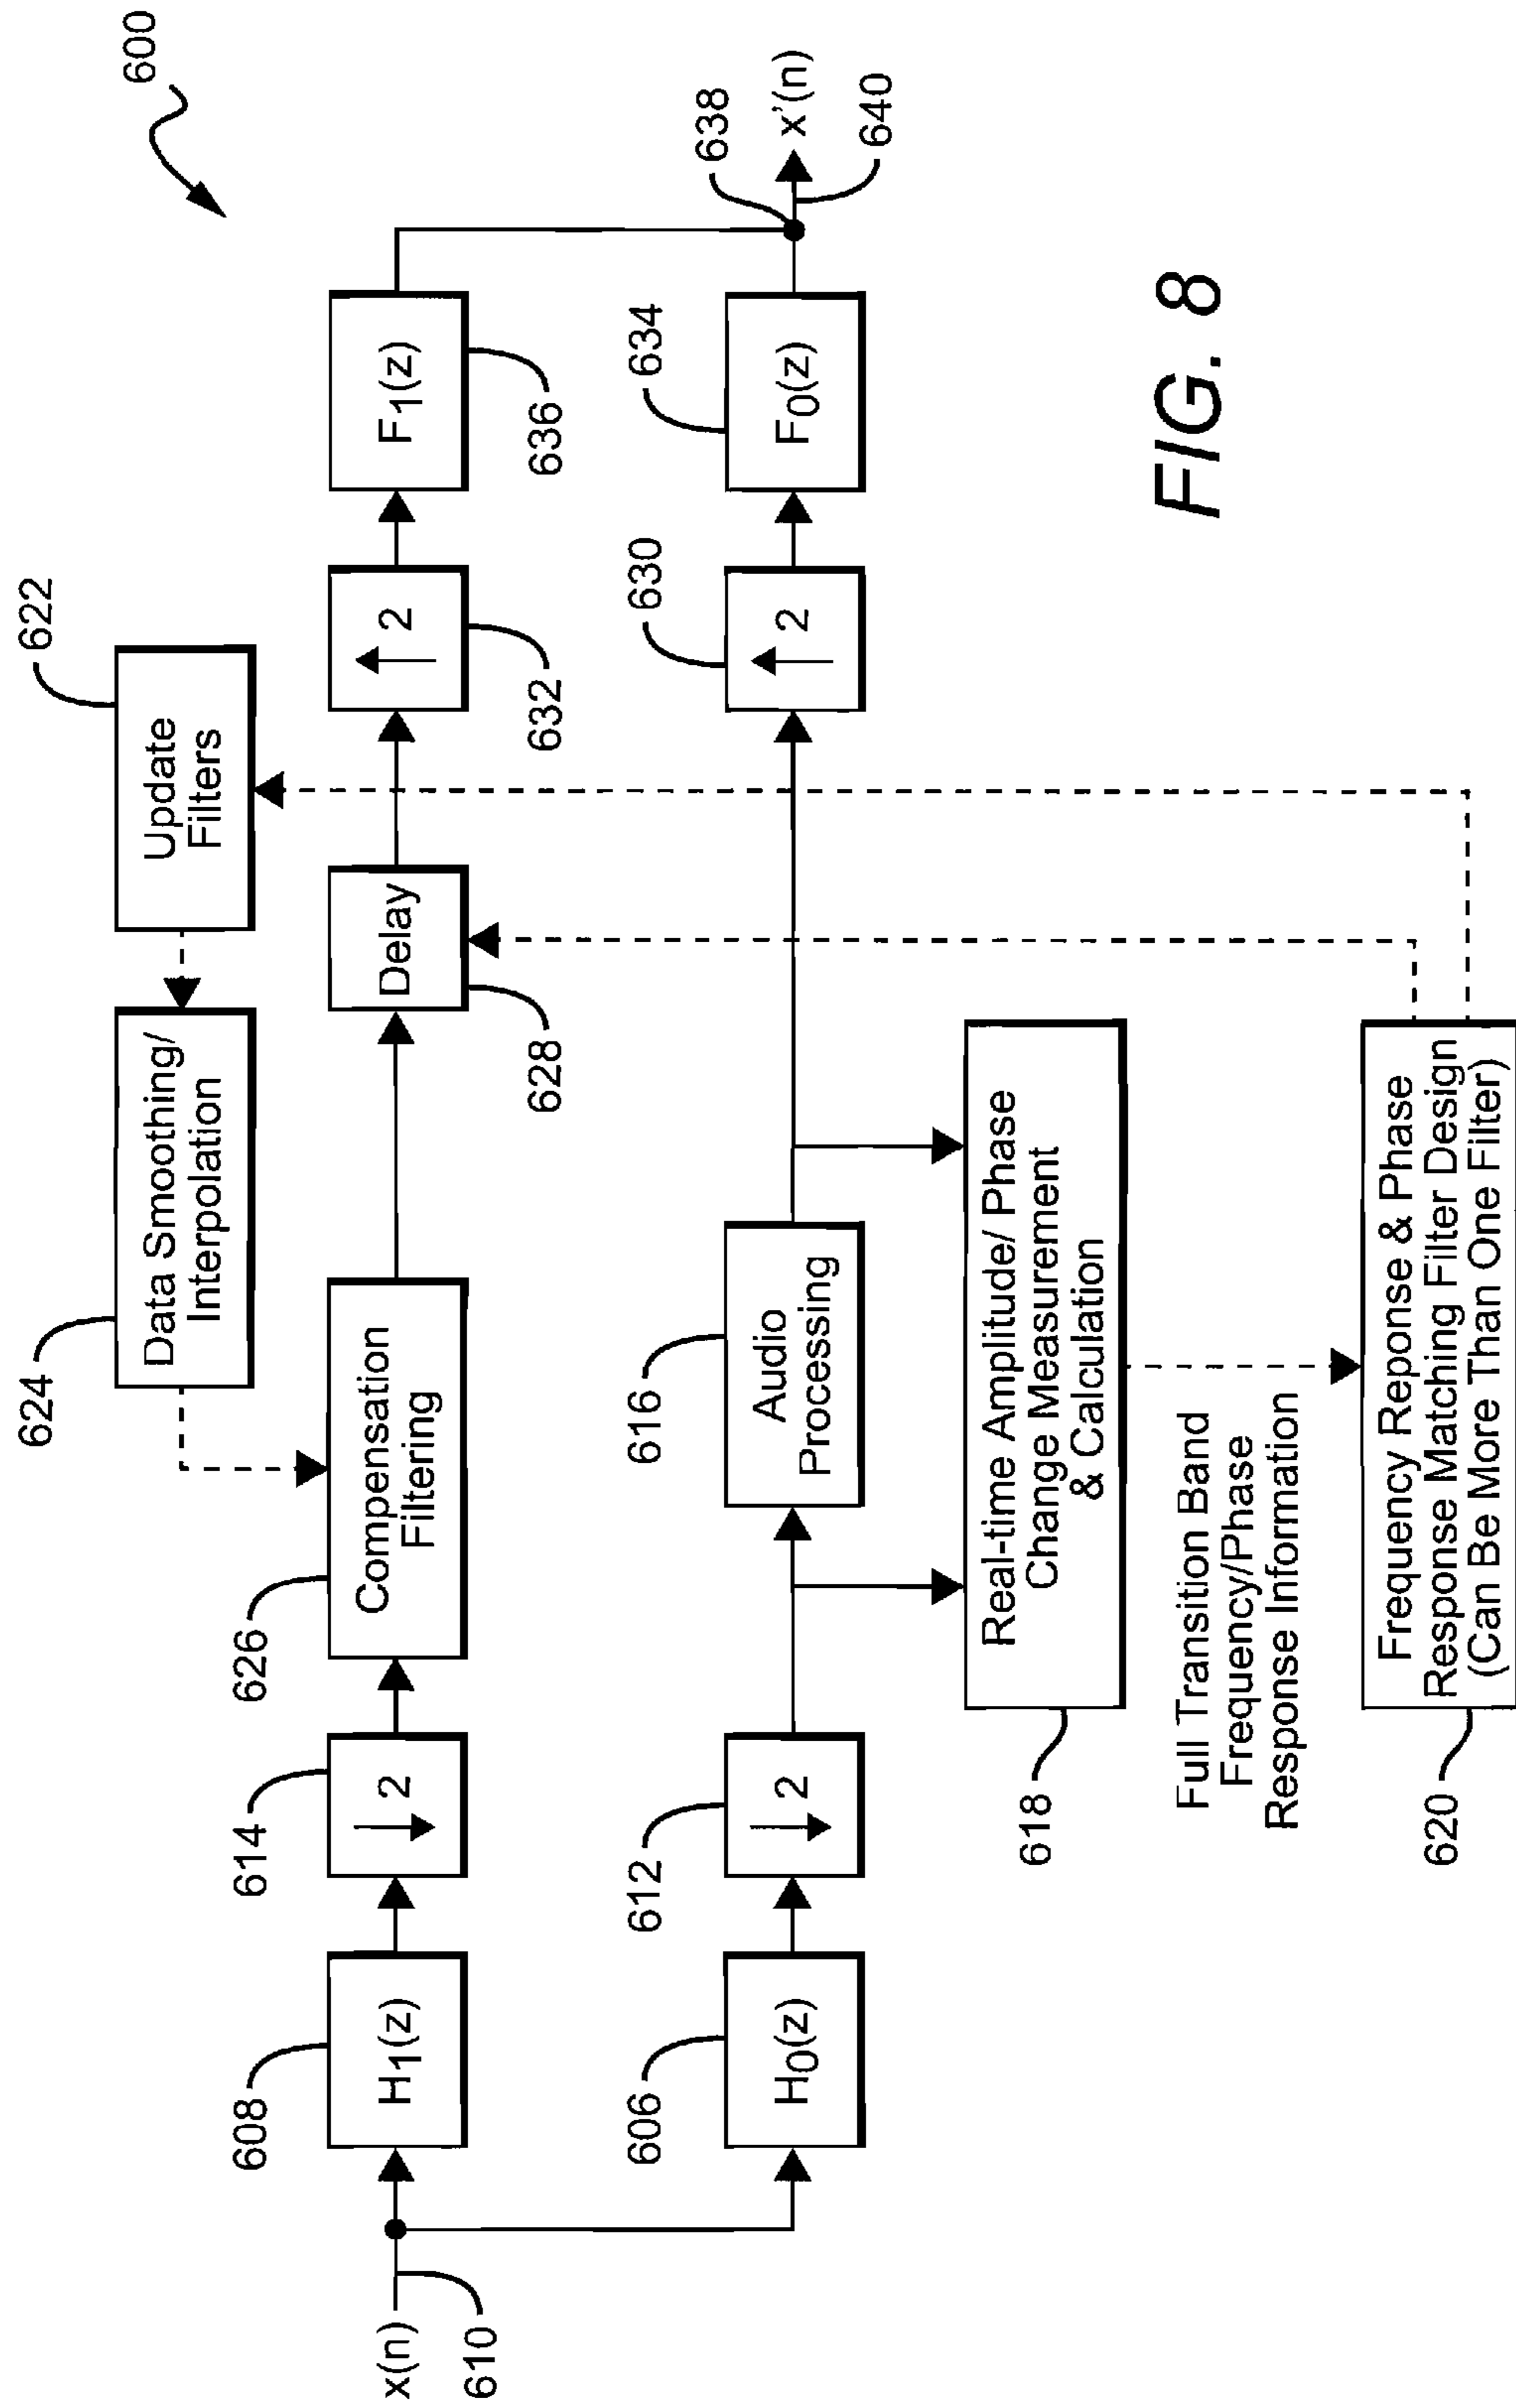 600
622
Update
Filters
624
Data Smoothing/
Interpolation
x(n)
610
608
H1(z)
614
2
626
Compensation
Filtering
Delay
628
2
632
F1(z)
636
606
H0(z)
612
2
616
Audio
Processing
2
630
F0(z)
634
638
x'(n)
640
618
Real-time Amplitude/ Phase
Change Measurement
& Calculation
Full Transition Band
Frequency/Phase
Response Information
620
Frequency Reponse & Phase
Response Matching Filter Design
(Can Be More Than One Filter)
FIG. 8